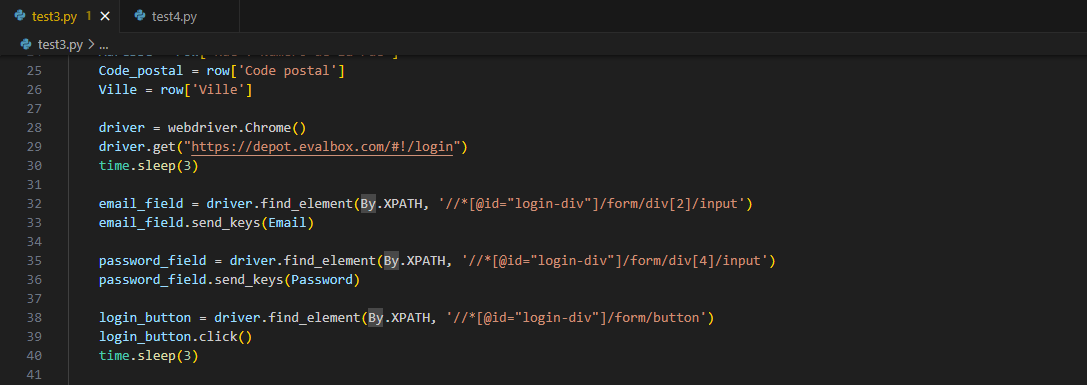 test3.py 1 × test4.py
test3.py > ...
25 Code_postal = row['Code postal']
26 Ville = row['Ville']
27
28 driver = webdriver.Chrome()
29 driver.get("https://depot.evalbox.com/#!/login")
30 time.sleep(3)
31
32 email_field = driver.find_element(By.XPATH, '//*[@id="login-div"]/form/div[2]/input')
33 email_field.send_keys(Email)
34
35 password_field = driver.find_element(By.XPATH, '//*[@id="login-div"]/form/div[4]/input')
36 password_field.send_keys(Password)
37
38 login_button = driver.find_element(By.XPATH, '//*[@id="login-div"]/form/button')
39 login_button.click()
40 time.sleep(3)
41